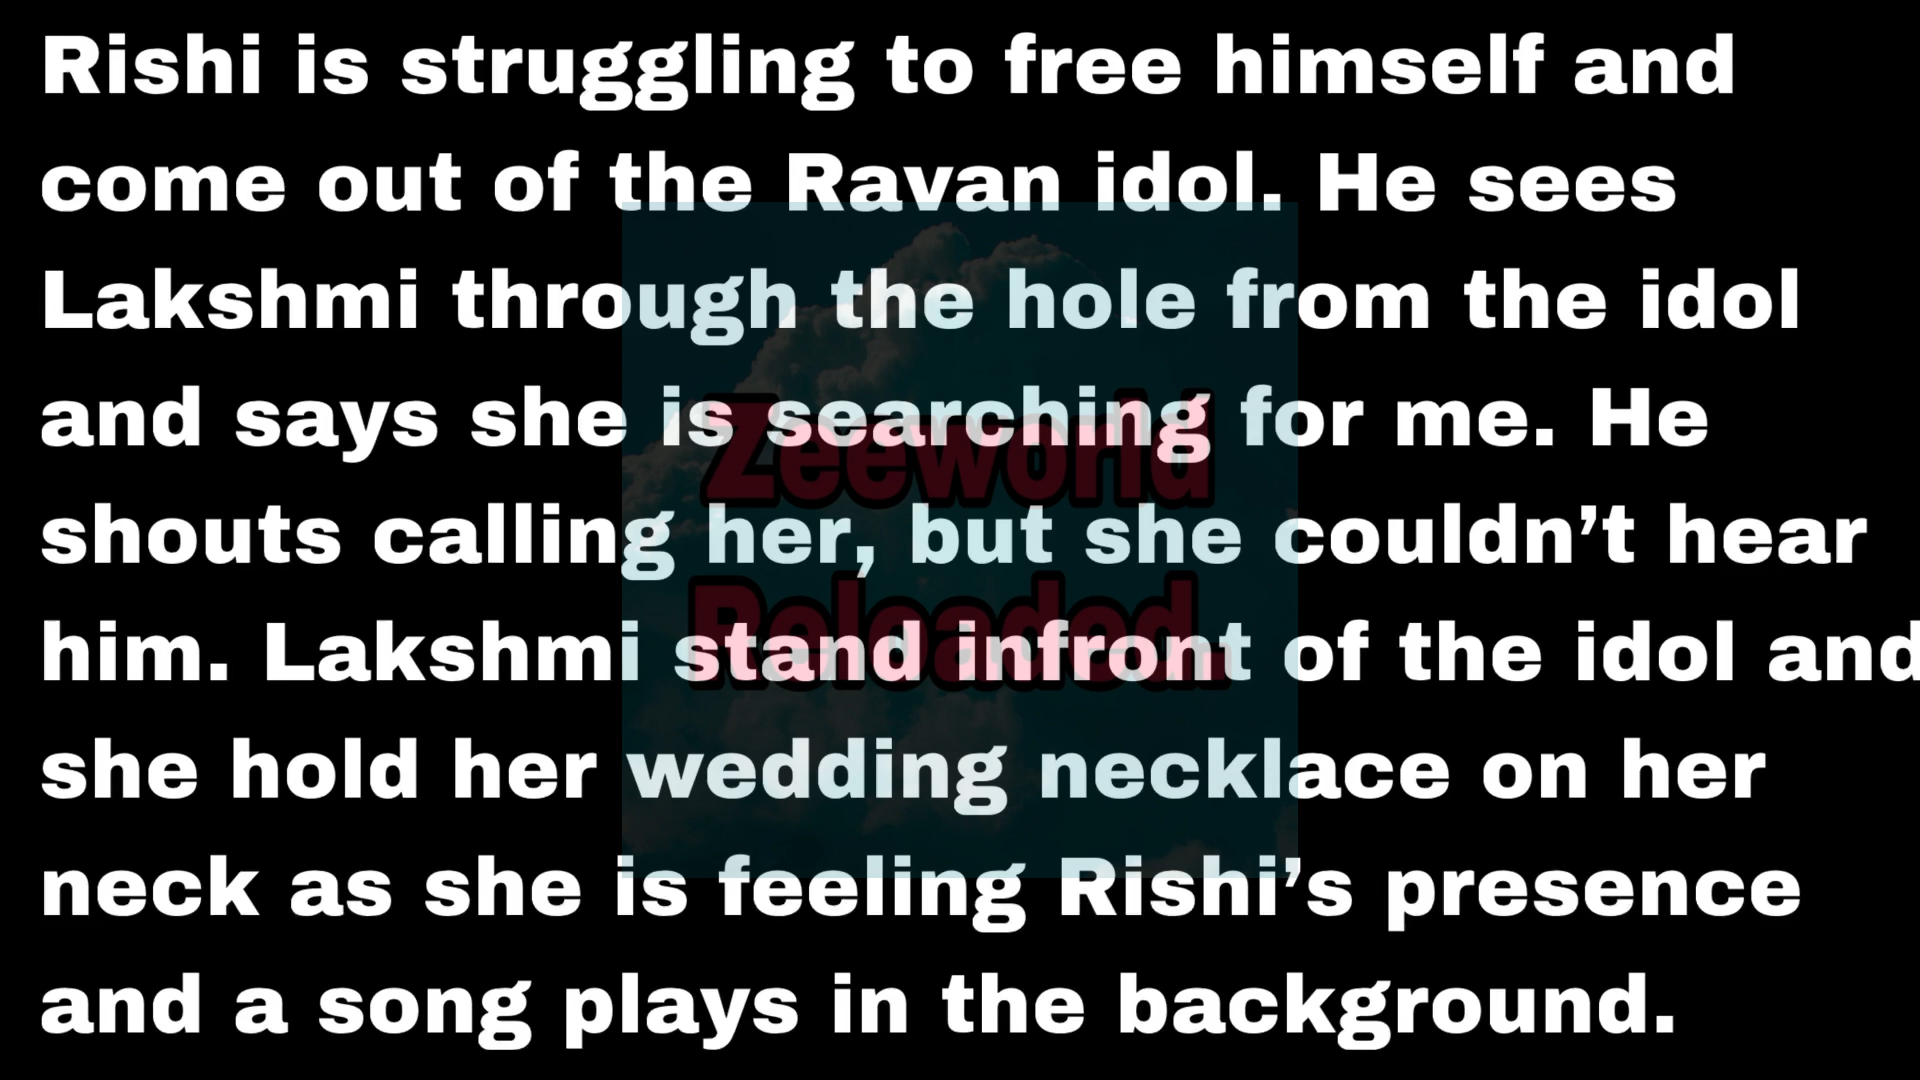 Rishi is struggling to free himself and
come out of the Ravan idol. He sees
Lakshmi through the hole from the idol
and says she is searching for me. He
Zeeworld
shouts calling her, but she couldn’t hear
him. Lakshmi stand infront of the idol and
Reloaded.
she hold her wedding necklace on her
neck as she is feeling Rishi’s presence
and a song plays in the background.